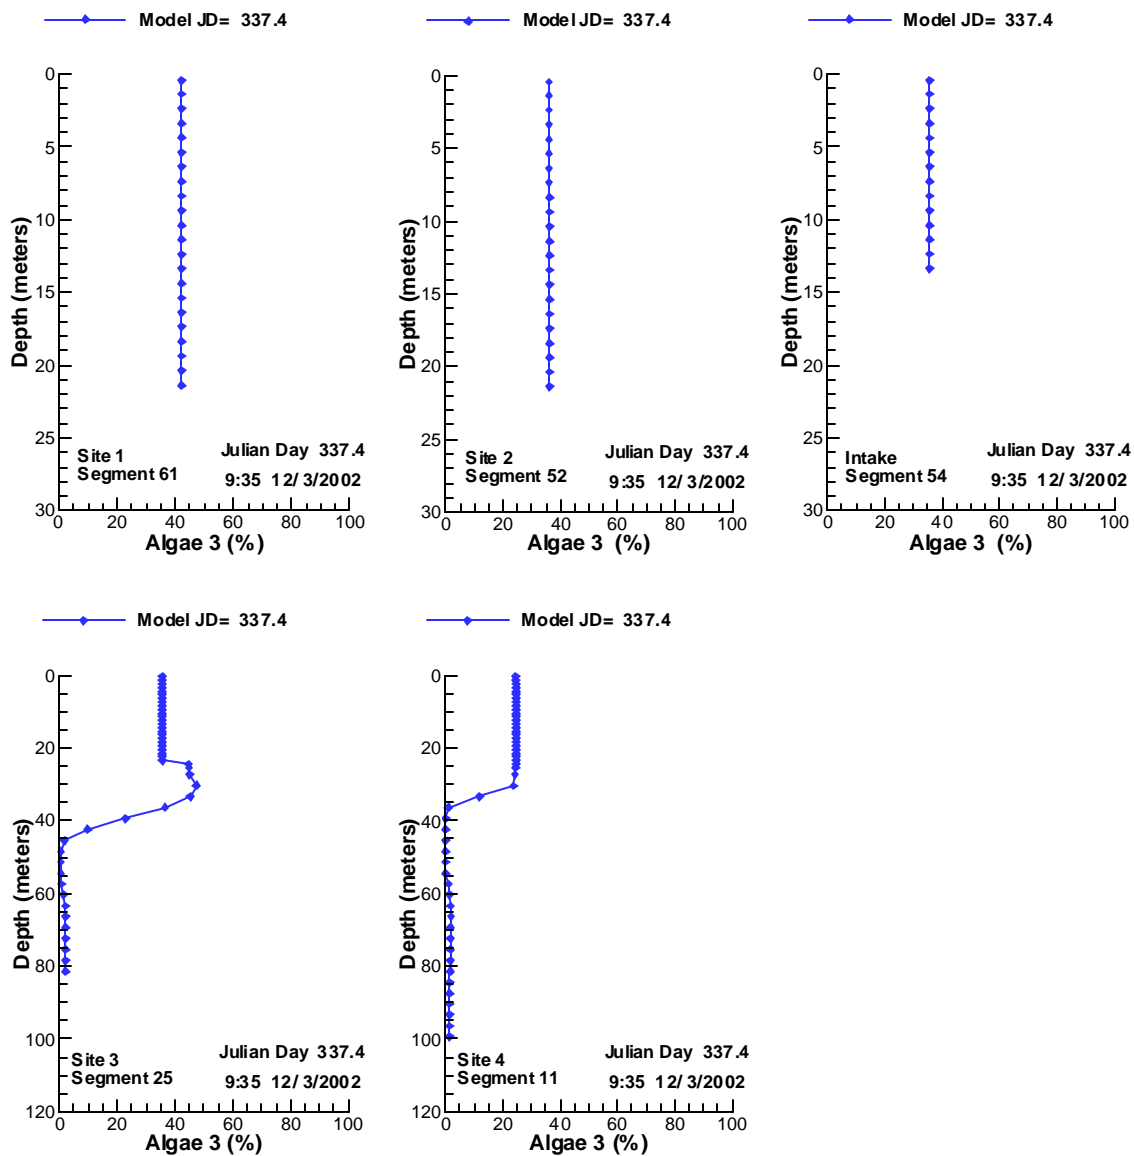 Model JD= 337.4
Model JD= 337.4
Model JD= 337.4
0
5
10
15
20
25
30
Depth (meters)
Site 1
Segment 61
Julian Day 337.4
9:35 12/ 3/2002
0 20 40 60 80 100
Algae 3 (%)
0
5
10
15
20
25
30
Depth (meters)
Site 2
Segment 52
Julian Day 337.4
9:35 12/ 3/2002
0 20 40 60 80 100
Algae 3 (%)
0
5
10
15
20
25
30
Depth (meters)
Intake
Segment 54
Julian Day 337.4
9:35 12/ 3/2002
0 20 40 60 80 100
Algae 3 (%)
Model JD= 337.4
Model JD= 337.4
0
20
40
60
80
100
120
Depth (meters)
Site 3
Segment 25
Julian Day 337.4
9:35 12/ 3/2002
0 20 40 60 80 100
Algae 3 (%)
0
20
40
60
80
100
120
Depth (meters)
Site 4
Segment 11
Julian Day 337.4
9:35 12/ 3/2002
0 20 40 60 80 100
Algae 3 (%)